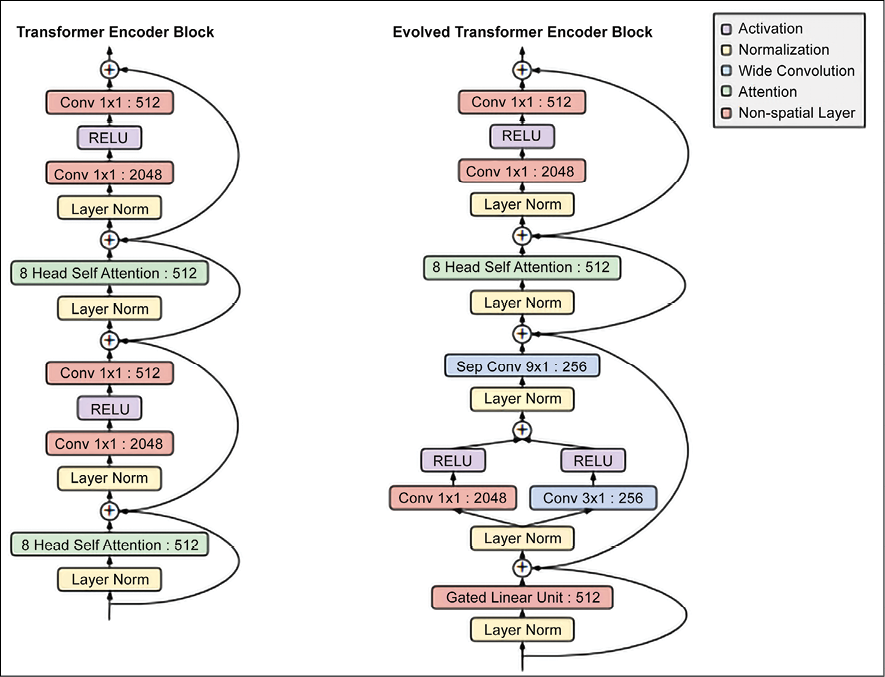 Transformer Encoder Block
Conv 1x1 : 512
RELU
Conv 1x1 : 2048
Layer Norm
8 Head Self Attention : 512
Layer Norm
Conv 1x1 : 512
RELU
Conv 1x1 : 2048
Layer Norm
8 Head Self Attention : 512
Layer Norm
Evolved Transformer Encoder Block
Conv 1x1 : 512
RELU
Conv 1x1 : 2048
Layer Norm
8 Head Self Attention : 512
Layer Norm
Sep Conv 9x1 : 256
Layer Norm
RELU
RELU
Conv 1x1 : 2048
Conv 3x1 : 256
Layer Norm
Gated Linear Unit : 512
Layer Norm
Activation
Normalization
Wide Convolution
Attention
Non-spatial Layer